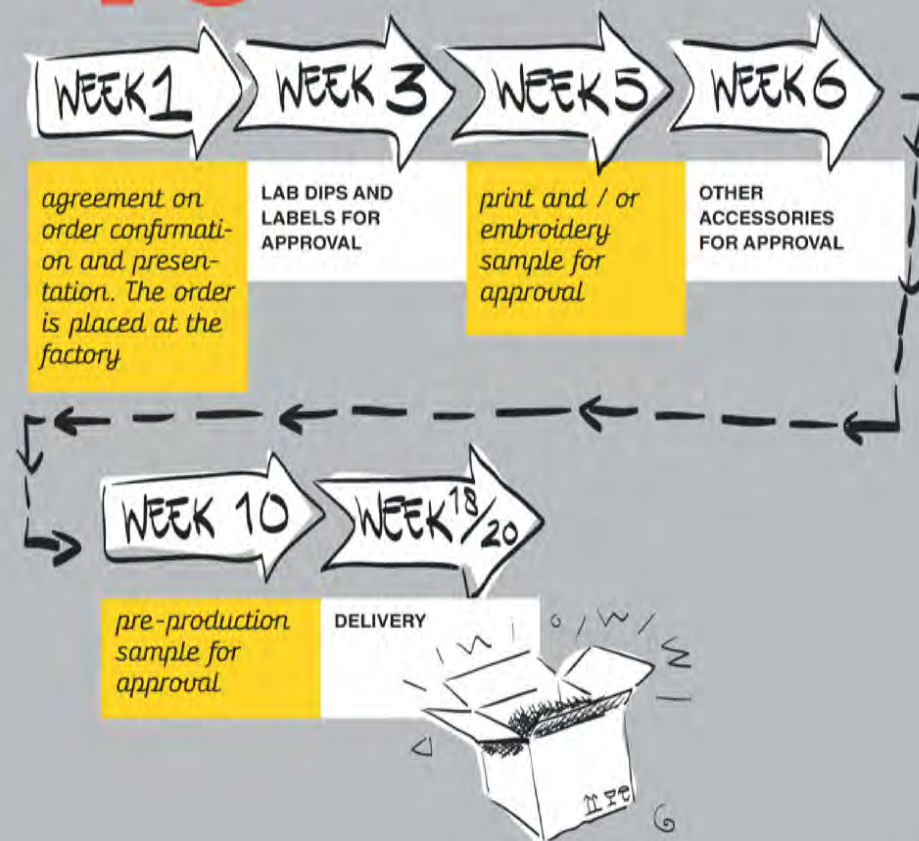 WEEK 1
WEEK 3
WEEK 5
WEEK 6
agreement on
order confirmati-
on and presen-
tation. The order
is placed at the
factory
LAB DIPS AND
LABELS FOR
APPROVAL
print and / or
embroidery
sample for
approval
OTHER
ACCESSORIES
FOR APPROVAL
WEEK 10
WEEK 18/20
pre-production
sample for
approval
DELIVERY